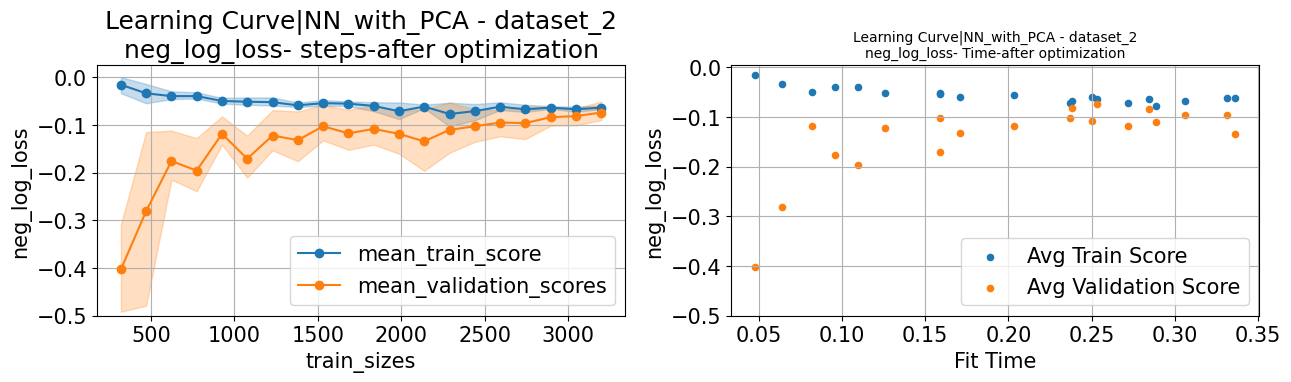 Learning Curve|NN_with_PCA - dataset_2
neg_log_loss- steps-after optimization
0.0
−0.1
−0.2
−0.3
−0.4
−0.5
neg_log_loss
mean_train_score
mean_validation_scores
500
1000
1500
2000
2500
3000
train_sizes
Learning Curve|NN_with_PCA - dataset_2
neg_log_loss- Time-after optimization
0.0
−0.1
−0.2
−0.3
−0.4
−0.5
neg_log_loss
Avg Train Score
Avg Validation Score
0.05
0.10
0.15
0.20
0.25
0.30
0.35
Fit Time